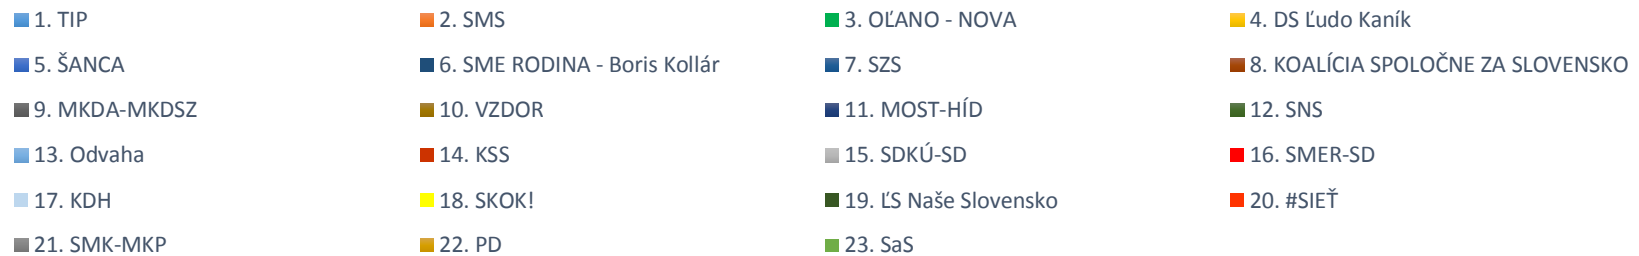 1. TIP 2. SMS 3. OĽANO - NOVA 4. DS Ľudo Kaník
5. ŠANCA 6. SME RODINA - Boris Kollár 7. SZS 8. KOALÍCIA SPOLOČNE ZA SLOVENSKO
9. MKDA-MKDSZ 10. VZDOR 11. MOST-HÍD 12. SNS
13. Odvaha 14. KSS 15. SDKÚ-SD 16. SMER-SD
17. KDH 18. SKOK! 19. ĽS Naše Slovensko 20. #SIEŤ
21. SMK-MKP 22. PD 23. SaS